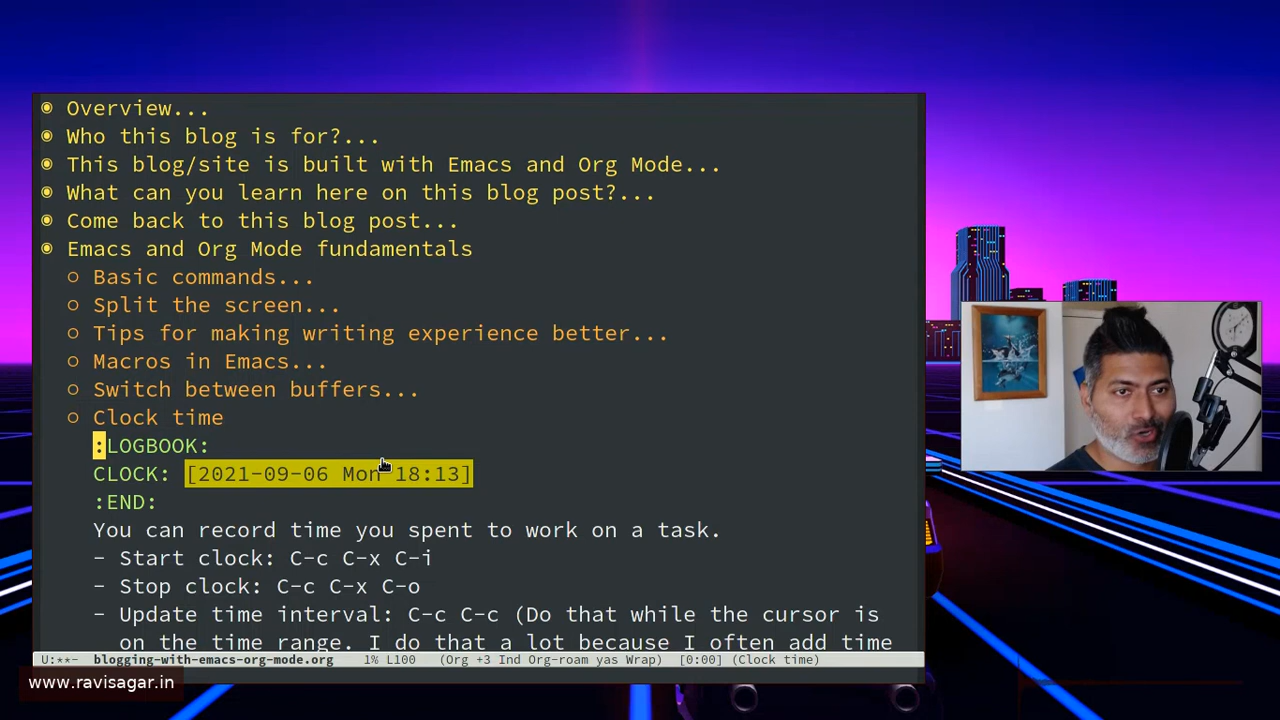 ◉ Overview...
◉ Who this blog is for?...
◉ This blog/site is built with Emacs and Org Mode...
◉ What can you learn here on this blog post?...
◉ Come back to this blog post...
◉ Emacs and Org Mode fundamentals
○ Basic commands...
○ Split the screen...
○ Tips for making writing experience better...
○ Macros in Emacs...
○ Switch between buffers...
○ Clock time
:LOGBOOK:
CLOCK: [2021-09-06 Mon 18:13]
:END:
You can record time you spent to work on a task.
- Start clock: C-c C-x C-i
- Stop clock: C-c C-x C-o
- Update time interval: C-c C-c (Do that while the cursor is
on the time range. I do that a lot because I often add time
U:**- blogging-with-emacs-org-mode.org 1% L100 (Org +3 Ind Org-roam yas Wrap) [0:00] (Clock time)
www.ravisagar.in